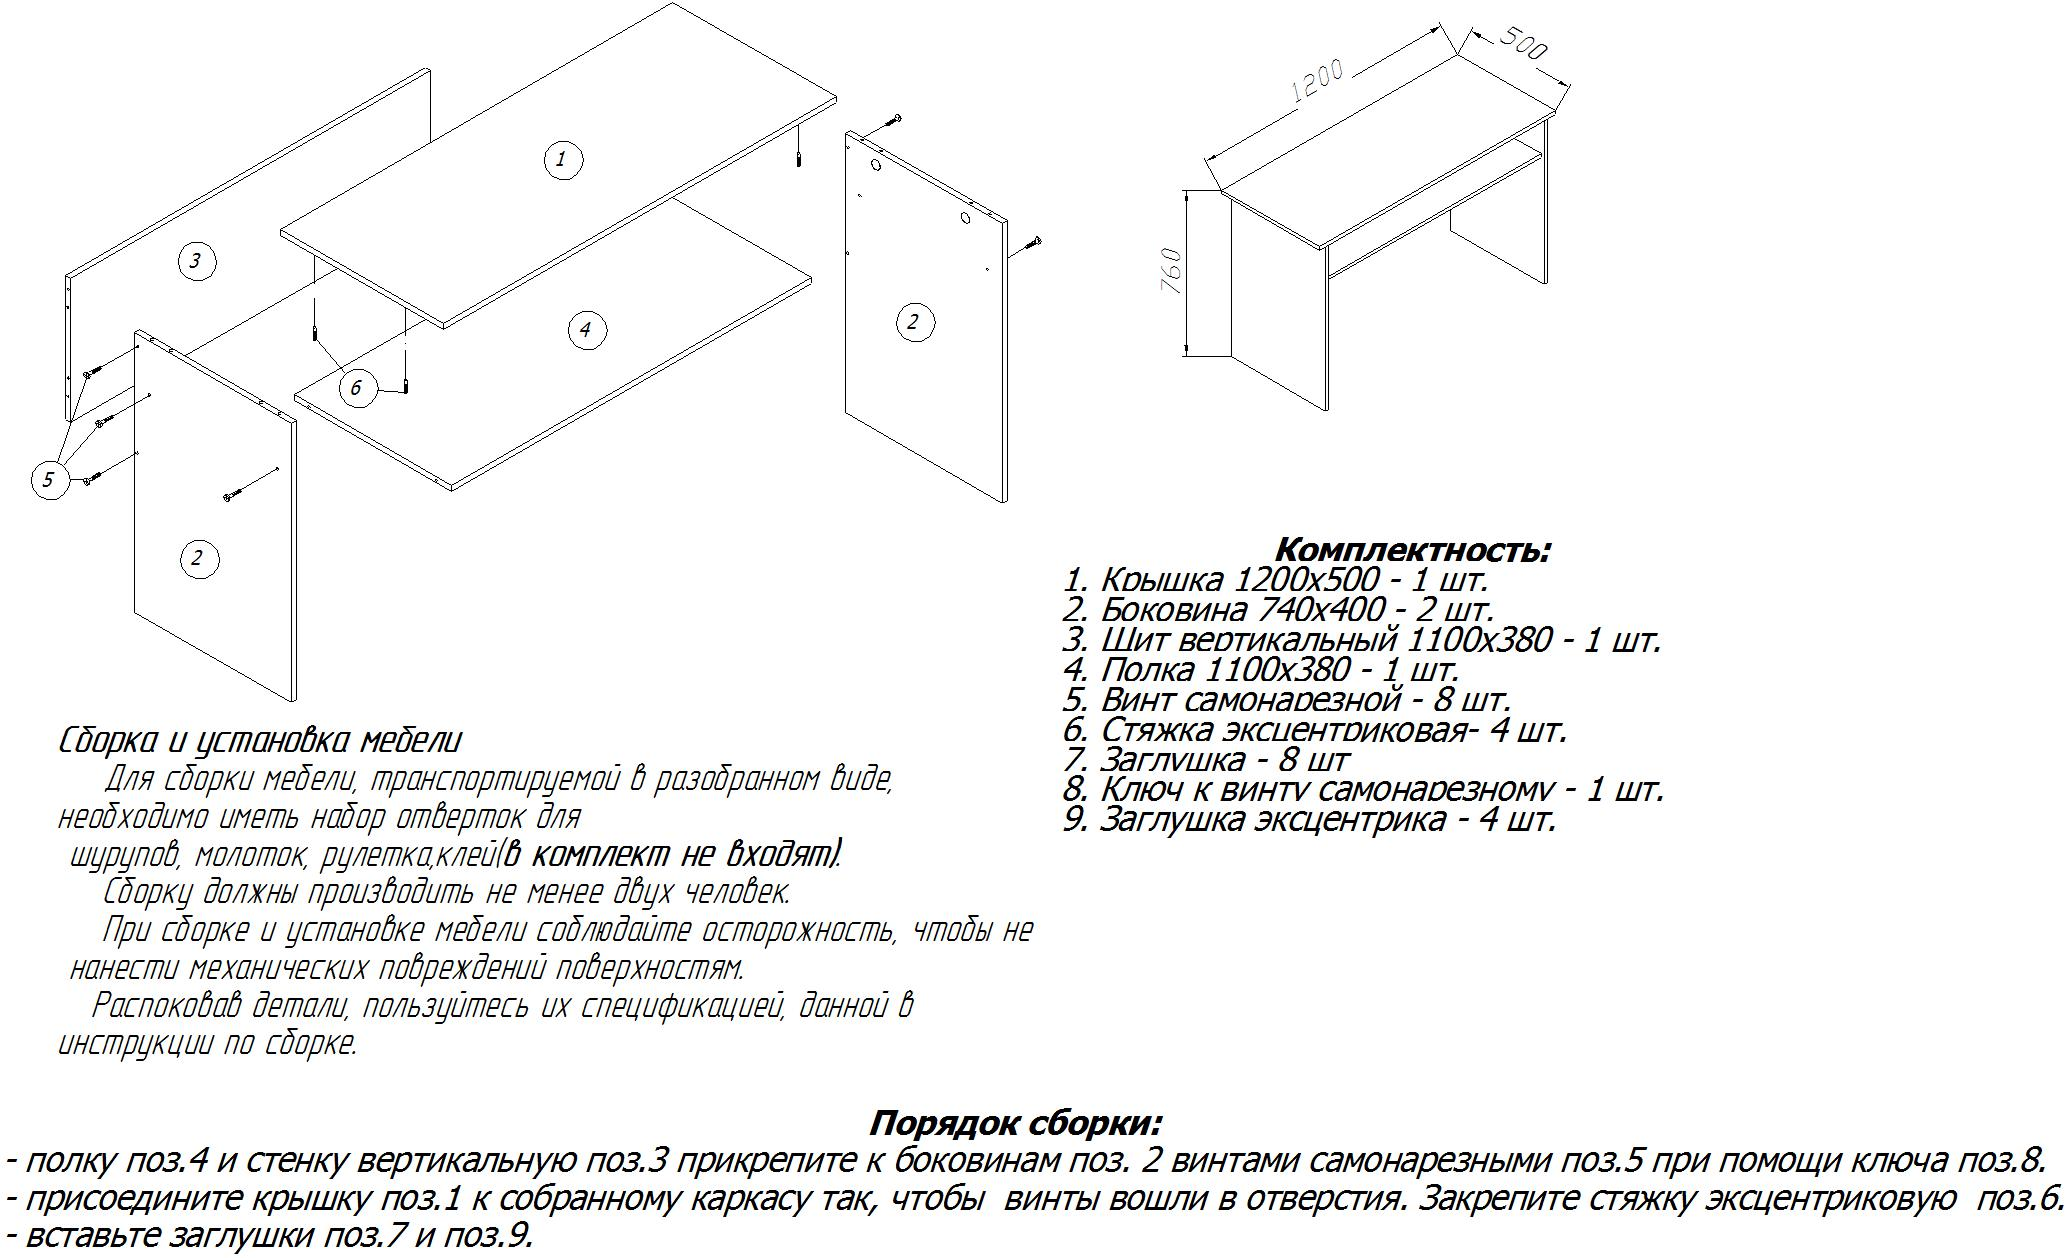 1200
500
760
1
2
3
4
2
5
6
Комплектность:
1. Крышка 1200х500 - 1 шт.
2. Боковина 740х400 - 2 шт.
3. Щит вертикальный 1100х380 - 1 шт.
4. Полка 1100х380 - 1 шт.
5. Винт самонарезной - 8 шт.
6. Стяжка эксцентриковая- 4 шт.
7. Заглушка - 8 шт
8. Ключ к винту самонарезному - 1 шт.
9. Заглушка эксцентрика - 4 шт.
Сборка и установка мебели
Для сборки мебели, транспортируемой в разобранном виде,
необходимо иметь набор отверток для
шурупов, молоток, рулетка,клей(в комплект не входят).
Сборку должны производить не менее двух человек.
При сборке и установке мебели соблюдайте осторожность, чтобы не
нанести механических повреждений поверхностям.
Распоковав детали, пользуйтесь их спецификацией, данной в
инструкции по сборке.
Порядок сборки:
- полку поз.4 и стенку вертикальную поз.3 прикрепите к боковинам поз. 2 винтами самонарезными поз.5 при помощи ключа поз.8.
- присоедините крышку поз.1 к собранному каркасу так, чтобы винты вошли в отверстия. Закрепите стяжку эксцентриковую поз.6.
- вставьте заглушки поз.7 и поз.9.